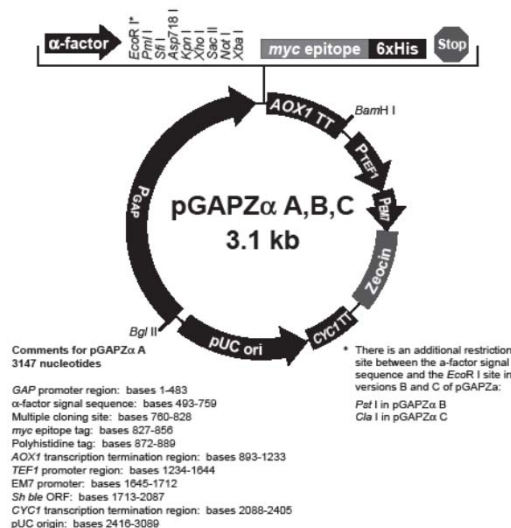 α-factor
EcoR I*
Pml I
Sfi I
Asp718 I
Kpn I
Xho I
Sac II
Not I
Xba I
myc epitope
6xHis
Stop
AOX1 TT
BamH I
PTEF1
PEM7
Zeocin
CYC1 TT
pUC ori
Bgl II
PGAP
pGAPZα A,B,C
3.1 kb
Comments for pGAPZα A
3147 nucleotides
GAP promoter region: bases 1-483
α-factor signal sequence: bases 493-759
Multiple cloning site: bases 760-828
myc epitope tag: bases 827-856
Polyhistidine tag: bases 872-889
AOX1 transcription termination region: bases 893-1233
TEF1 promoter region: bases 1234-1644
EM7 promoter: bases 1645-1712
Sh ble ORF: bases 1713-2087
CYC1 transcription termination region: bases 2088-2405
pUC origin: bases 2416-3089
* There is an additional restriction
site between the a-factor signal
sequence and the EcoR I site in
versions B and C of pGAPZa:
Pst I in pGAPZα B
Cla I in pGAPZα C